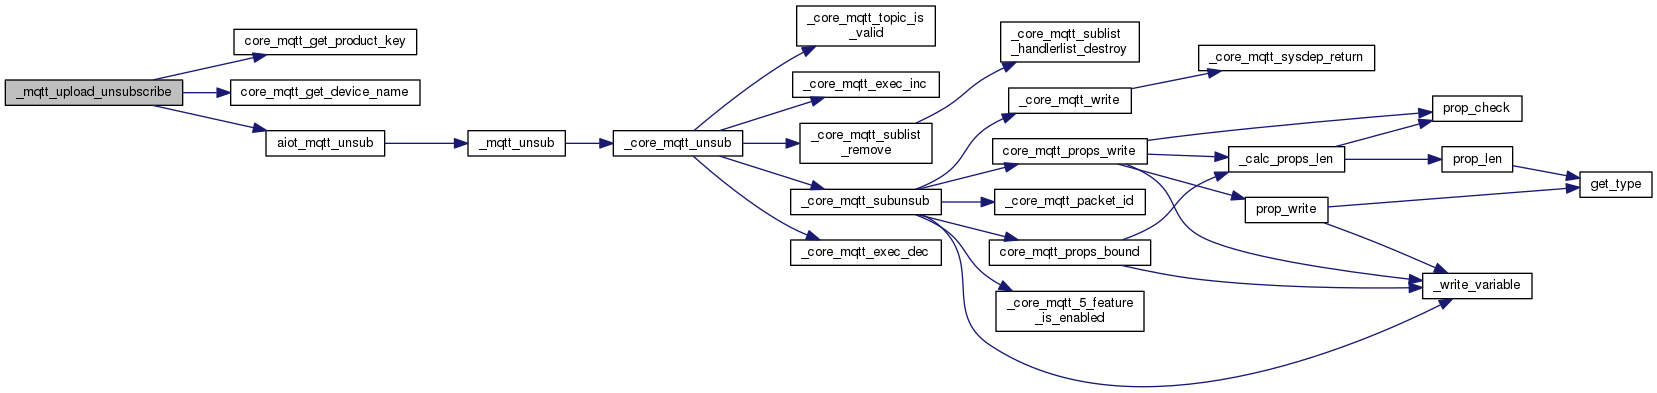 _mqtt_upload_unsubscribe
core_mqtt_get_product_key
core_mqtt_get_device_name
aiot_mqtt_unsub
_mqtt_unsub
_core_mqtt_unsub
_core_mqtt_topic_is
_valid
_core_mqtt_exec_inc
_core_mqtt_sublist
_remove
_core_mqtt_subunsub
_core_mqtt_exec_dec
_core_mqtt_sublist
_handlerlist_destroy
_core_mqtt_write
core_mqtt_props_write
_core_mqtt_packet_id
core_mqtt_props_bound
_core_mqtt_5_feature
_is_enabled
_core_mqtt_sysdep_return
_calc_props_len
prop_write
prop_check
prop_len
_write_variable
get_type